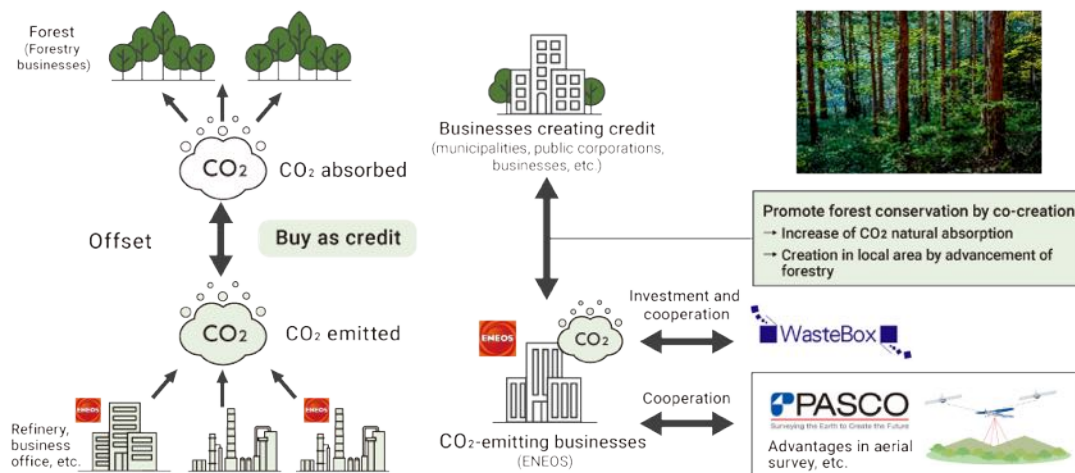 Forest
(Forestry
businesses)
CO₂
CO₂ absorbed
Offset
Buy as credit
CO₂
CO₂ emitted
ENEOS
ENEOS
Refinery,
business
office, etc.
Businesses creating credit
(municipalities, public corporations,
businesses, etc.)
Promote forest conservation by co-creation
→ Increase of CO₂ natural absorption
→ Creation in local area by advancement of
forestry
ENEOS
CO₂
Investment and
cooperation
WasteBox
Cooperation
CO₂-emitting businesses
(ENEOS)
PASCO
Surveying the Earth to Create the Future
Advantages in aerial
survey, etc.